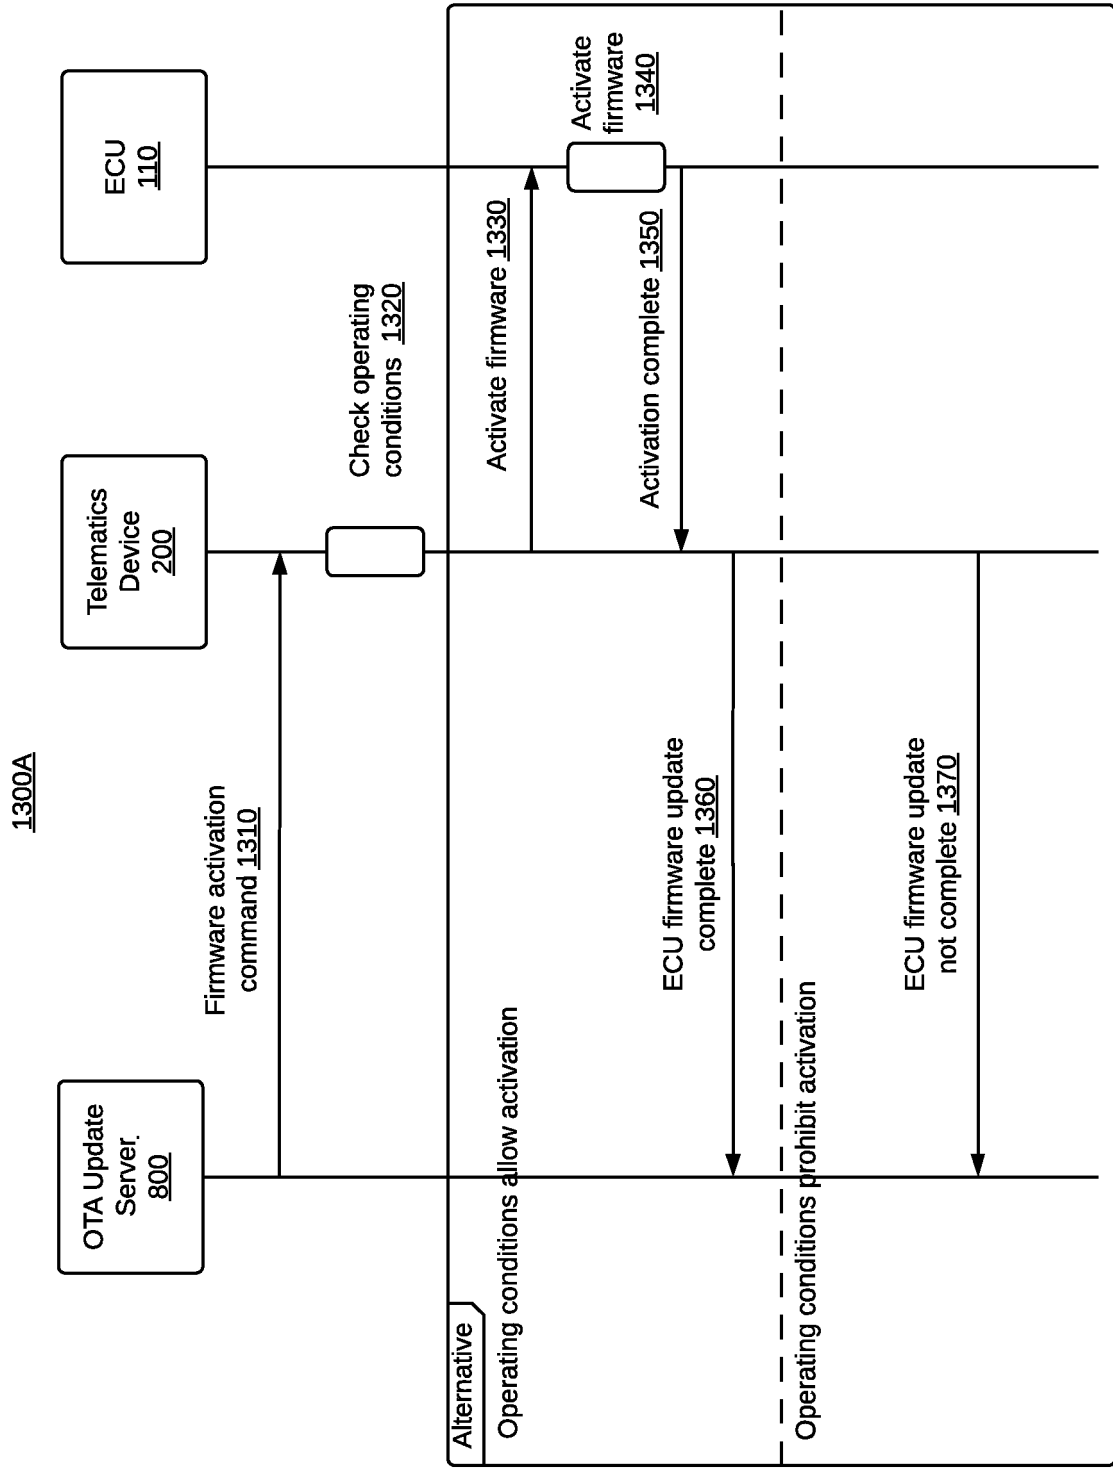 1300A
OTA Update
Server.
800
Telematics
Device
200
ECU
110
Firmware activation
command 1310
Check operating
conditions 1320
Alternative
Operating conditions allow activation
Activate firmware 1330
Activate
firmware
1340
Activation complete 1350
ECU firmware update
complete 1360
Operating conditions prohibit activation
ECU firmware update
not complete 1370